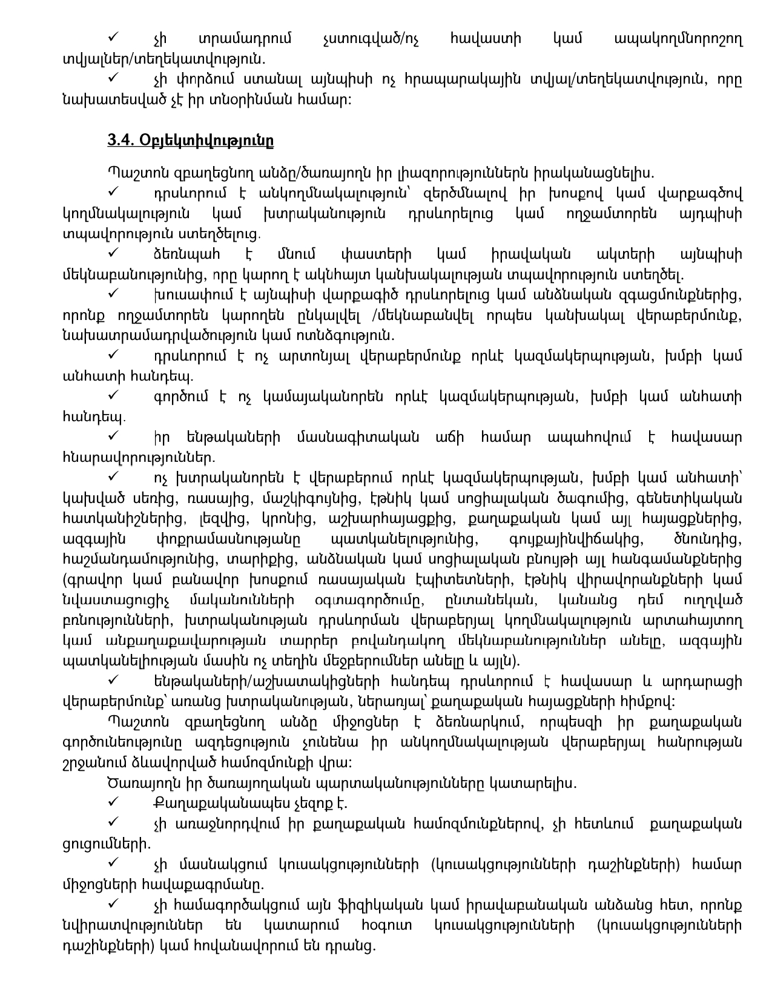 ✓ չի տրամադրում չստուգված/ոչ հավաստի կամ ապակողմնորոշող
տվյալներ/տեղեկատվություն.
✓ չի փորձում ստանալ այնպիսի ոչ հրապարակային տվյալ/տեղեկատվություն, որը
նախատեսված չէ իր տնօրինման համար:
3.4. Օբյեկտիվությունը
Պաշտոն զբաղեցնող անձը/ծառայողն իր լիազորություններն իրականացնելիս.
✓ դրսևորում է անկողմնակալություն՝ զերծմնալով իր խոսքով կամ վարքագծով
կողմնակալություն կամ խտրականություն դրսևորելուց կամ ողջամտորեն այդպիսի
տպավորություն ստեղծելուց.
✓ ձեռնպահ է մնում փաստերի կամ իրավական ակտերի այնպիսի
մեկնաբանությունից, որը կարող է ակնհայտ կանխակալության տպավորություն ստեղծել.
✓ խուսափում է այնպիսի վարքագիծ դրսևորելուց կամ անձնական զգացմունքներից,
որոնք ողջամտորեն կարողեն ընկալվել /մեկնաբանվել որպես կանխակալ վերաբերմունք,
նախատրամադրվածություն կամ ոտնձգություն.
✓ դրսևորում է ոչ արտոնյալ վերաբերմունք որևէ կազմակերպության, խմբի կամ
անհատի հանդեպ.
✓ գործում է ոչ կամայականորեն որևէ կազմակերպության, խմբի կամ անհատի
հանդեպ.
✓ իր ենթակաների մասնագիտական աճի համար ապահովում է հավասար
հնարավորություններ.
✓ ոչ խտրականորեն է վերաբերում որևէ կազմակերպության, խմբի կամ անհատի՝
կախված սեռից, ռասայից, մաշկիգույնից, էթնիկ կամ սոցիալական ծագումից, գենետիկական
հատկանիշներից, լեզվից, կրոնից, աշխարհայացքից, քաղաքական կամ այլ հայացքներից,
ազգային փոքրամասնությանը պատկանելությունից, գույքայինվիճակից, ծնունդից,
հաշմանդամությունից, տարիքից, անձնական կամ սոցիալական բնույթի այլ հանգամանքներից
(գրավոր կամ բանավոր խոսքում ռասայական էպիտետների, էթնիկ վիրավորանքների կամ
նվաստացուցիչ մականունների օգտագործումը, ընտանեկան, կանանց դեմ ուղղված
բռնությունների, խտրականության դրսևորման վերաբերյալ կողմնակալություն արտահայտող
կամ անքաղաքավարության տարրեր բովանդակող մեկնաբանություններ անելը, ազգային
պատկանելիության մասին ոչ տեղին մեջբերումներ անելը և այլն).
✓ ենթակաների/աշխատակիցների հանդեպ դրսևորում է հավասար և արդարացի
վերաբերմունք՝ առանց խտրականության, ներառյալ՝ քաղաքական հայացքների հիմքով:
Պաշտոն զբաղեցնող անձը միջոցներ է ձեռնարկում, որպեսզի իր քաղաքական
գործունեությունը ազդեցություն չունենա իր անկողմնակալության վերաբերյալ հանրության
շրջանում ձևավորված համոզմունքի վրա:
Ծառայողն իր ծառայողական պարտականությունները կատարելիս.
✓ Քաղաքականապես չեզոք է.
✓ չի առաջնորդվում իր քաղաքական համոզմունքներով, չի հետևում քաղաքական
ցուցումների.
✓ չի մասնակցում կուսակցությունների (կուսակցությունների դաշինքների) համար
միջոցների հավաքագրմանը.
✓ չի համագործակցում այն ֆիզիկական կամ իրավաբանական անձանց հետ, որոնք
նվիրատվություններ են կատարում հօգուտ կուսակցությունների (կուսակցությունների
դաշինքների) կամ հովանավորում են դրանց.